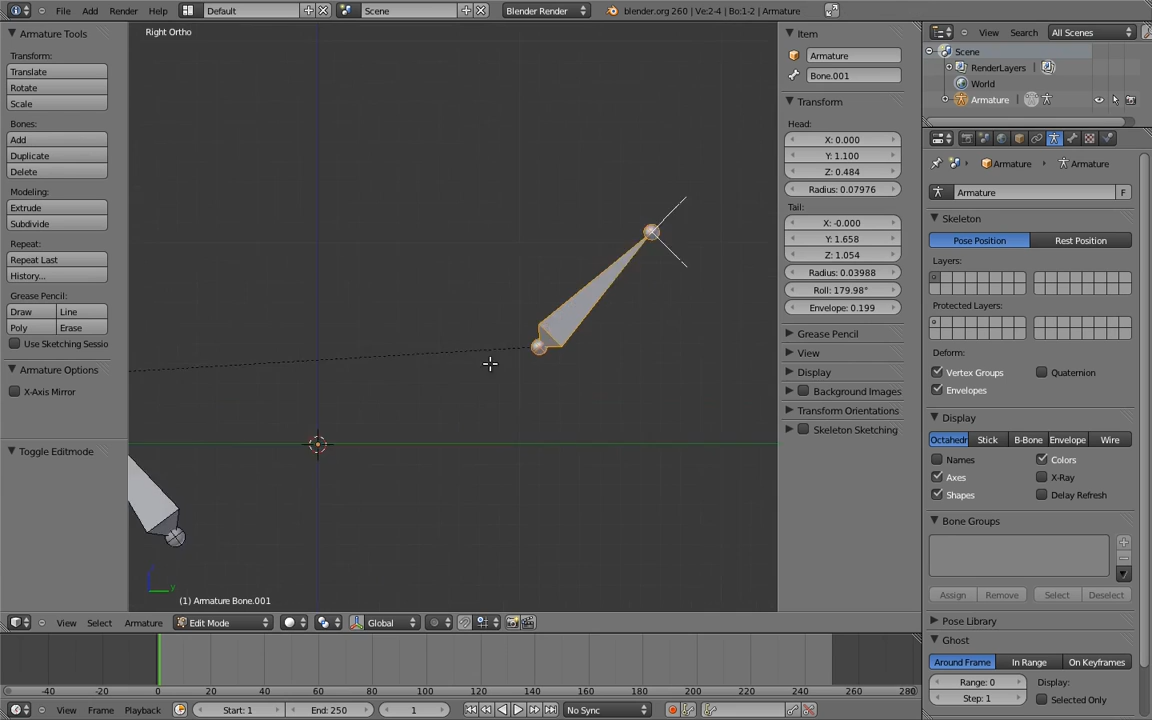 File Add Render Help Default Scene Blender Render blender.org 260 | Ve:2-4 | Bo:1-2 | Armature
View Search All Scenes
Scene
RenderLayers
World
Armature
Armature Tools
Transform:
Translate
Rotate
Scale
Bones:
Add
Duplicate
Delete
Modeling:
Extrude
Subdivide
Repeat:
Repeat Last
History...
Grease Pencil:
Draw Line
Poly Erase
Use Sketching Sessio
Armature Options
X-Axis Mirror
Toggle Editmode
Right Ortho
y
(1) Armature Bone.001
Item
Armature
Bone.001
Transform
Head:
X: 0.000
Y: 1.100
Z: 0.484
Radius: 0.07976
Tail:
X: -0.000
Y: 1.658
Z: 1.054
Radius: 0.03988
Roll: 179.98°
Envelope: 0.199
Grease Pencil
View
Display
Background Images
Transform Orientations
Skeleton Sketching
Armature Armature
Armature F
Skeleton
Pose Position Rest Position
Layers:
Protected Layers:
Deform:
Vertex Groups Quaternion
Envelopes
Display
Octahedr Stick B-Bone Envelope Wire
Names Colors
Axes X-Ray
Shapes Delay Refresh
Bone Groups
Assign Remove Select Deselect
Pose Library
Ghost
Around Frame In Range On Keyframes
Range: 0 Display:
Step: 1 Selected Only
View Select Armature Edit Mode Global
-40 -20 0 20 40 60 80 100 120 140 160 180 200 220 240 260 280
View Frame Playback Start: 1 End: 250 1 No Sync